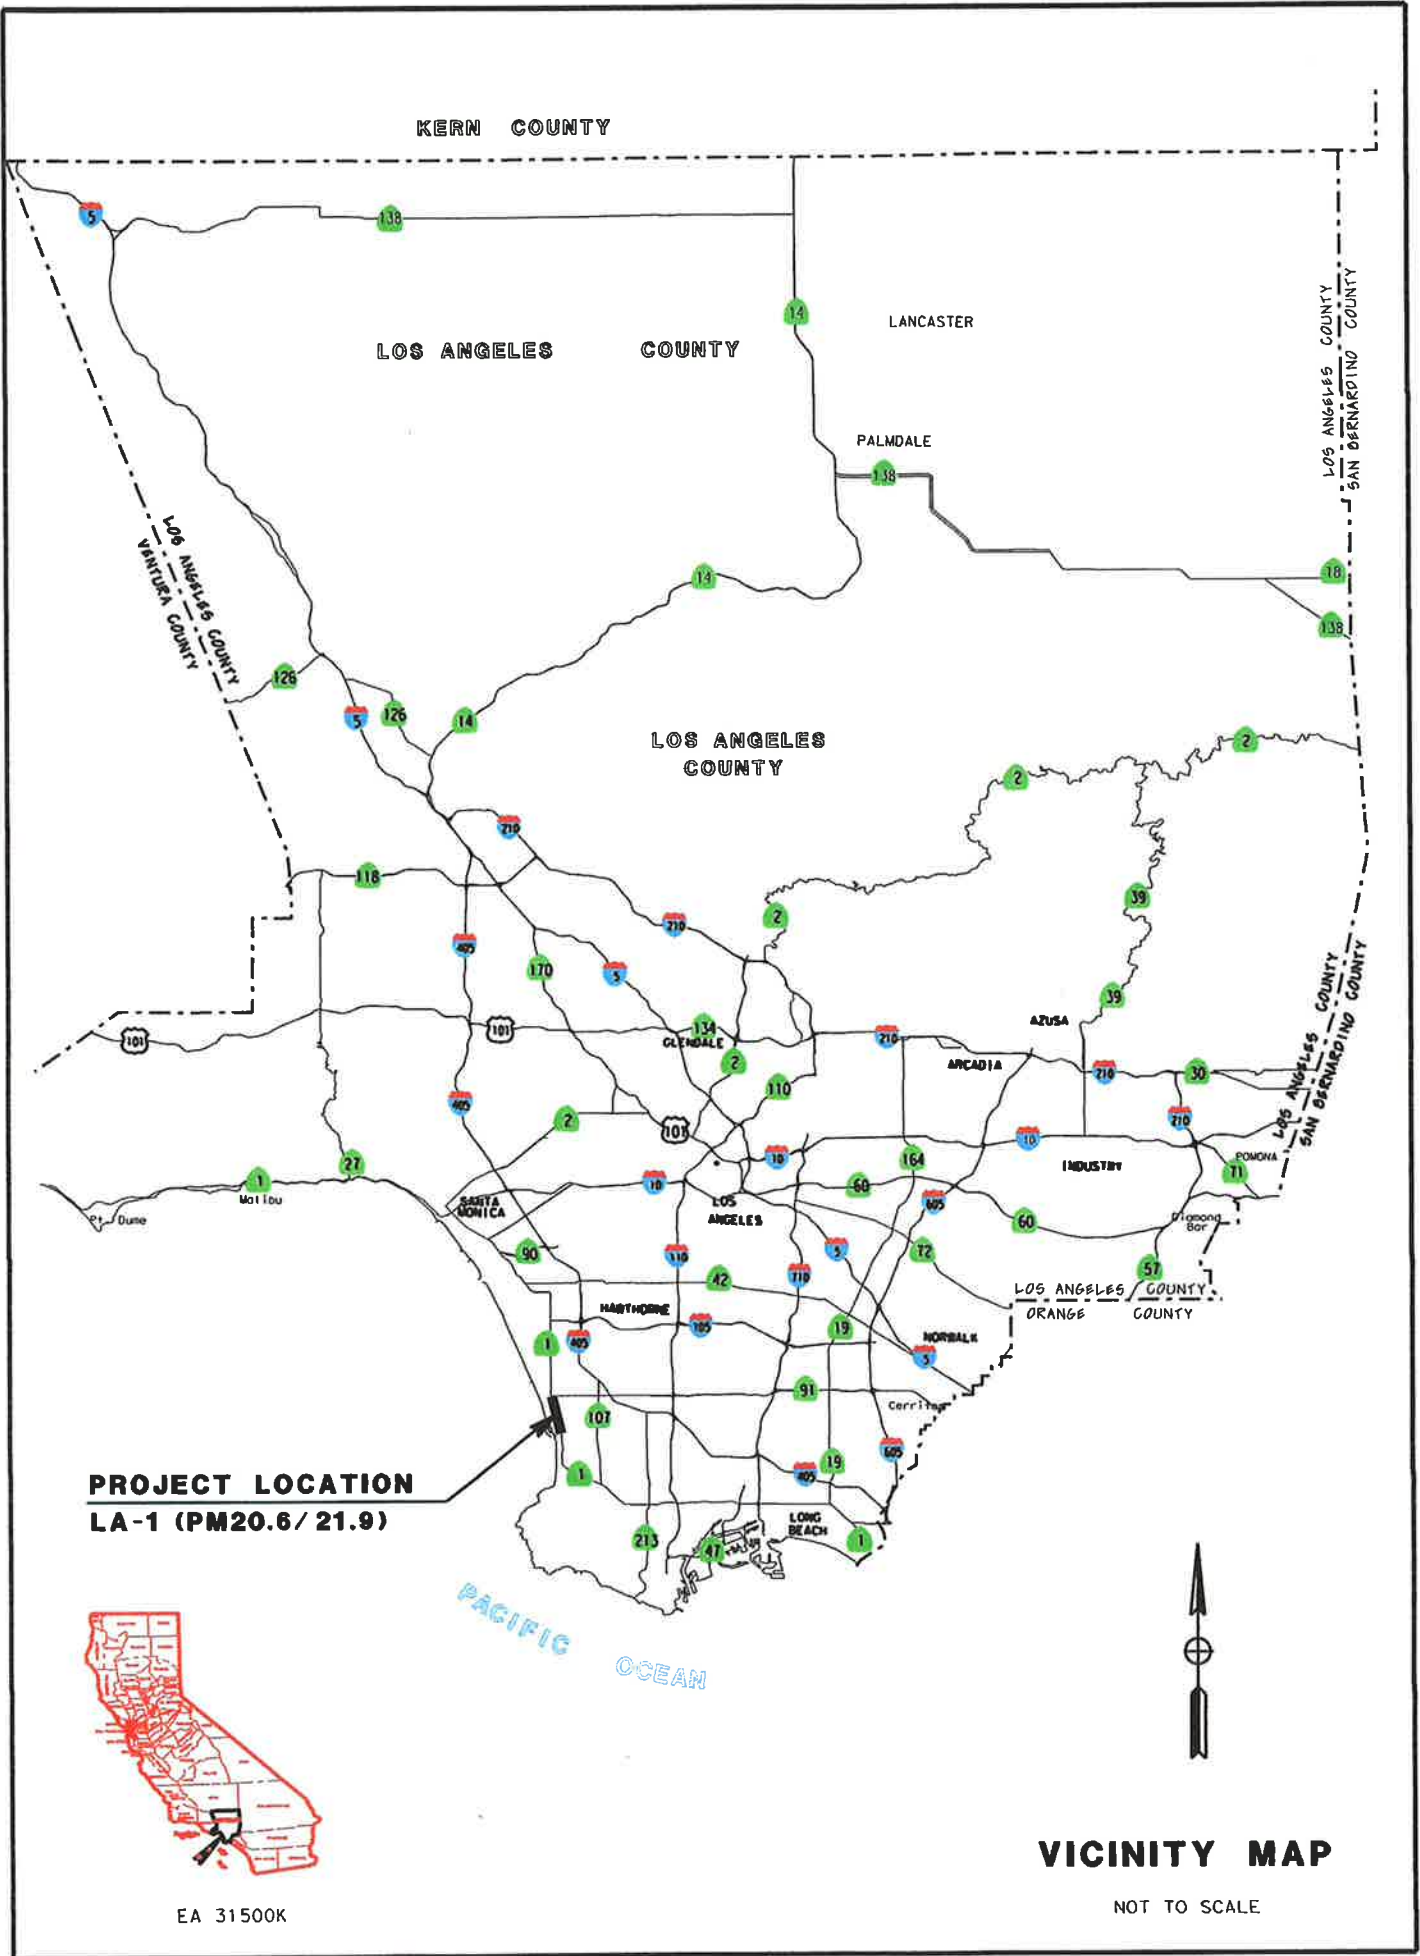 KERN COUNTY
5
138
14
LANCASTER
LOS ANGELES COUNTY
LOS ANGELES COUNTY
SAN BERNARDINO COUNTY
PALMDALE
138
LOS ANGELES COUNTY
VENTURA COUNTY
14
18
138
126
5
126
14
LOS ANGELES
COUNTY
2
2
210
118
39
2
210
405
170
5
39
LOS ANGELES COUNTY
SAN BERNARDINO COUNTY
101
101
134
GLENDALE
210
AZUSA
2
ARCADIA
210
30
110
405
2
101
210
10
10
164
INDUSTRY
POMONA
71
27
1
Malibu
Pt. Dume
10
60
SANTA
MONICA
LOS
ANGELES
605
60
Diamond
Bar
90
110
5
72
710
42
57
LOS ANGELES COUNTY
ORANGE COUNTY
HAWTHORNE
105
19
NORWALK
1
405
5
91
107
Cerritos
605
1
405
19
PROJECT LOCATION
LA-1 (PM20.6/21.9)
LONG
BEACH
213
47
1
PACIFIC OCEAN
VICINITY MAP
NOT TO SCALE
EA 31500K